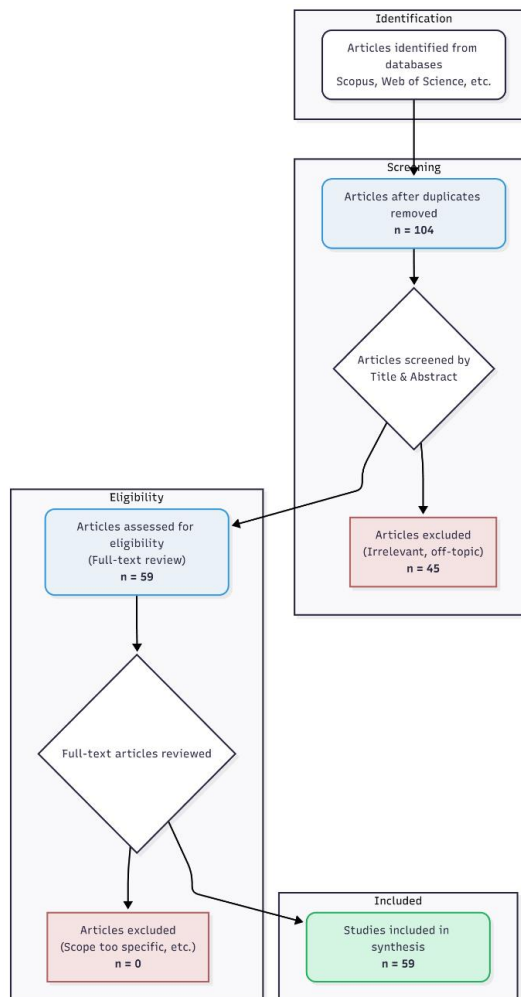 Identification
Articles identified from
databases
Scopus, Web of Science, etc.
Screening
Articles after duplicates
removed
n = 104
Articles screened by
Title & Abstract
Articles excluded
(Irrelevant, off-topic)
n = 45
Eligibility
Articles assessed for
eligibility
(Full-text review)
n = 59
Full-text articles reviewed
Articles excluded
(Scope too specific, etc.)
n = 0
Included
Studies included in
synthesis
n = 59